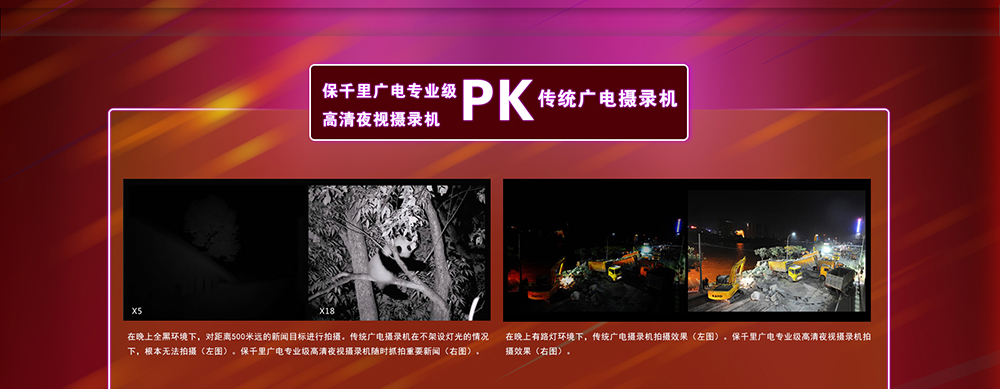 保千里广电专业级
高清夜视摄录机
PK
传统广电摄录机
X5
X18
在晚上全黑环境下，对距离500米远的新闻目标进行拍摄。传统广电摄录机在不架设灯光的情况
下，根本无法拍摄（左图）。保千里广电专业级高清夜视摄录机随时抓拍重要新闻（右图）。
在晚上有路灯环境下，传统广电摄录机拍摄效果（左图）。保千里广电专业级高清夜视摄录机拍
摄效果（右图）。